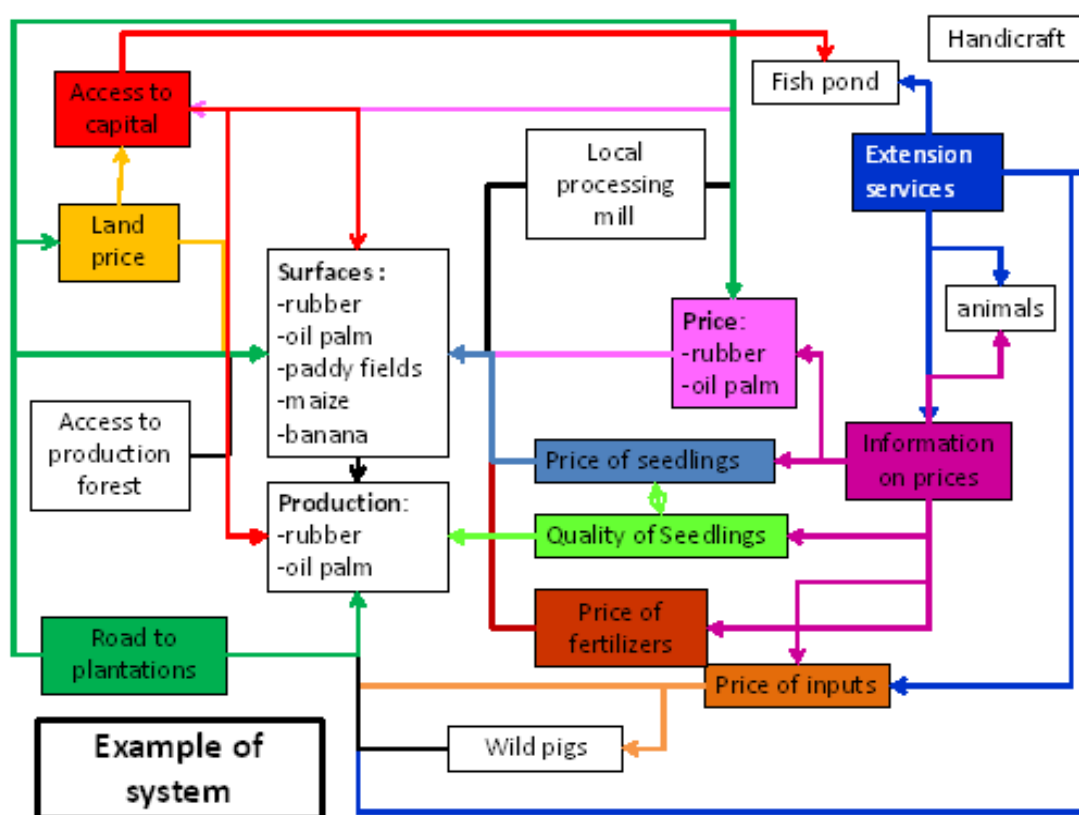 Handicraft
Fish pond
Access to
capital
Extension
services
Local
processing
mill
Land
price
Surfaces :
-rubber
-oil palm
-paddy fields
-maize
-banana
animals
Price:
-rubber
-oil palm
Access to
production
forest
Information
on prices
Price of seedlings
Production:
-rubber
-oil palm
Quality of Seedlings
Price of
fertilizers
Road to
plantations
Price of inputs
Wild pigs
Example of
system